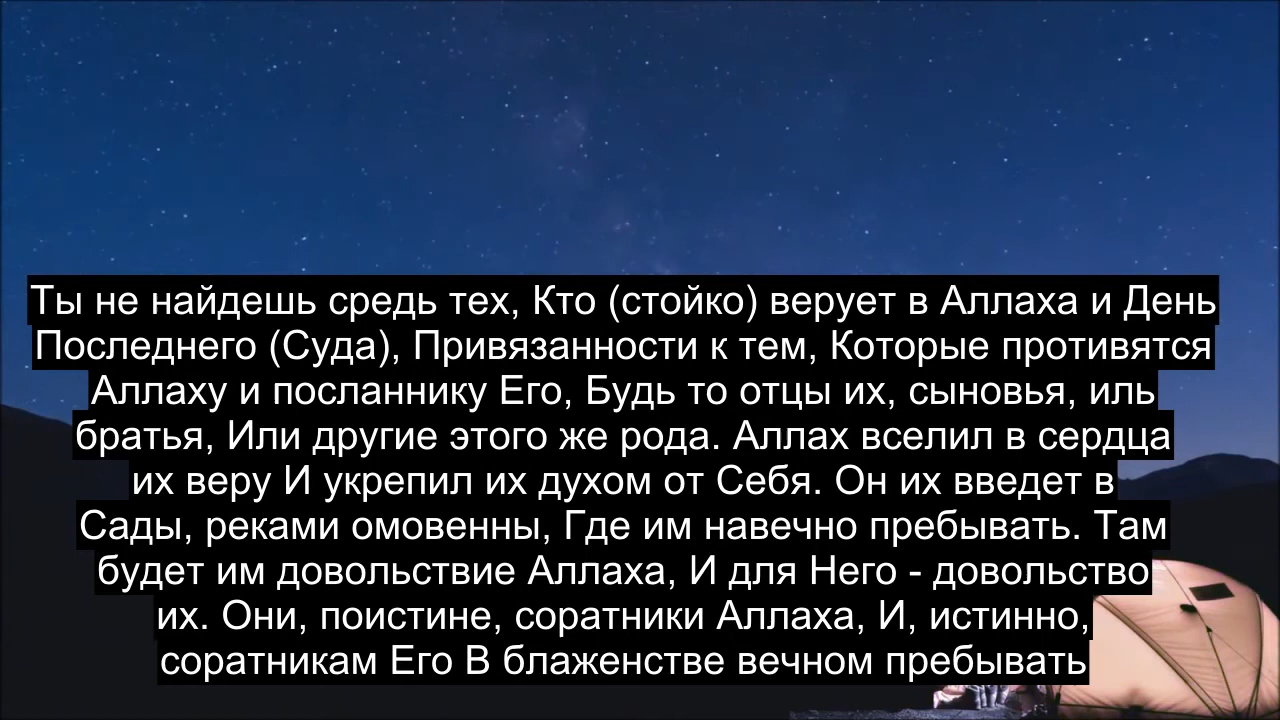 Ты не найдешь средь тех, Кто (стойко) верует в Аллаха и День
Последнего (Суда), Привязанности к тем, Которые противятся
Аллаху и посланнику Его, Будь то отцы их, сыновья, иль
братья, Или другие этого же рода. Аллах вселил в сердца
их веру И укрепил их духом от Себя. Он их введет в
Сады, реками омовенны, Где им навечно пребывать. Там
будет им довольствие Аллаха, И для Него - довольство
их. Они, поистине, соратники Аллаха, И, истинно,
соратникам Его В блаженстве вечном пребывать